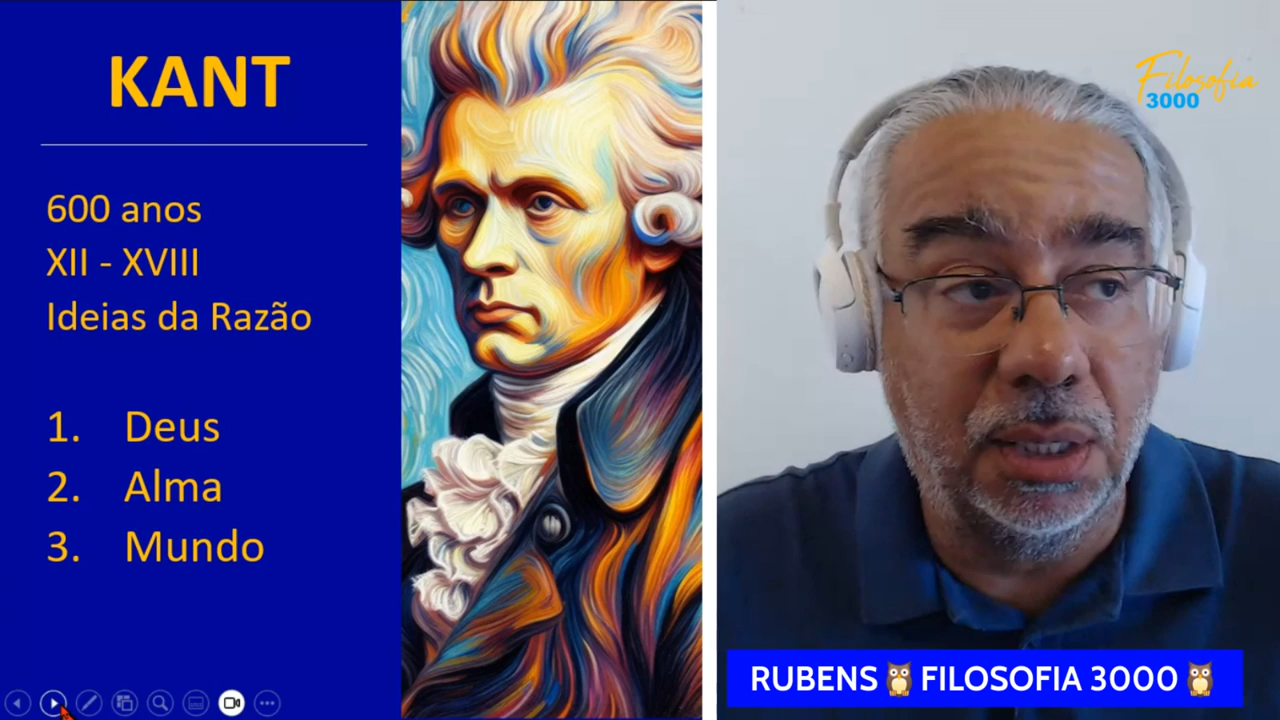 KANT
600 anos
XII - XVIII
Ideias da Razão
1. Deus
2. Alma
3. Mundo
Filosofia
3000
RUBENS🦉FILOSOFIA 3000🦉